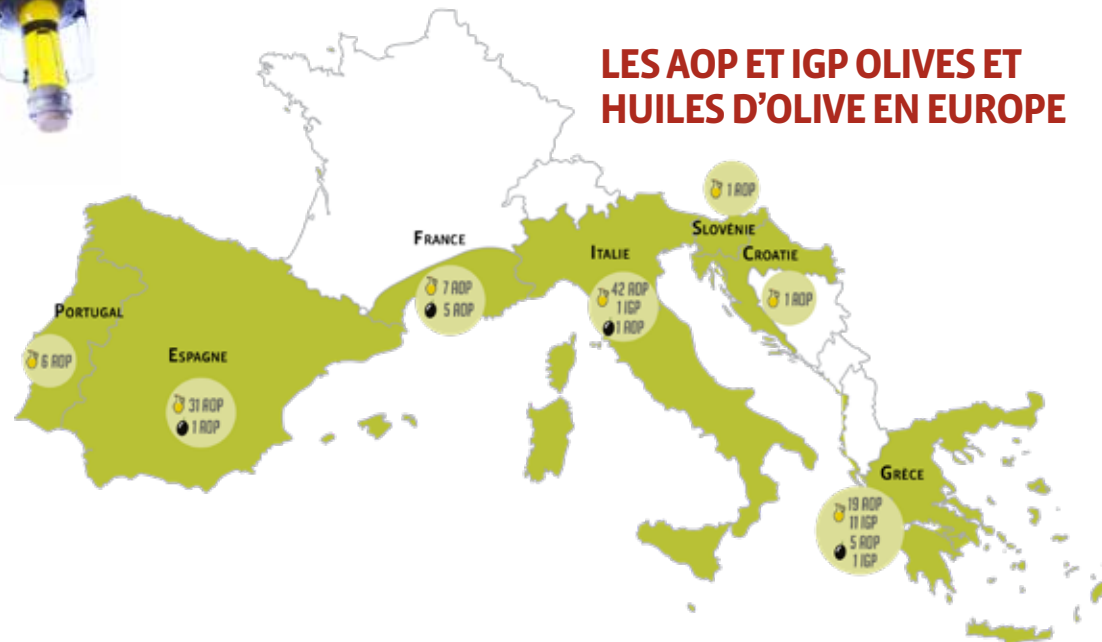 LES AOP ET IGP OLIVES ET
HUILES D'OLIVE EN EUROPE
1 AOP
SLOVÉNIE
FRANCE
ITALIE
CROATIE
7 AOP
5 AOP
42 AOP
1 IGP
1 AOP
1 AOP
PORTUGAL
6 AOP
ESPAGNE
31 AOP
1 AOP
GRÈCE
19 AOP
11 IGP
5 AOP
1 IGP